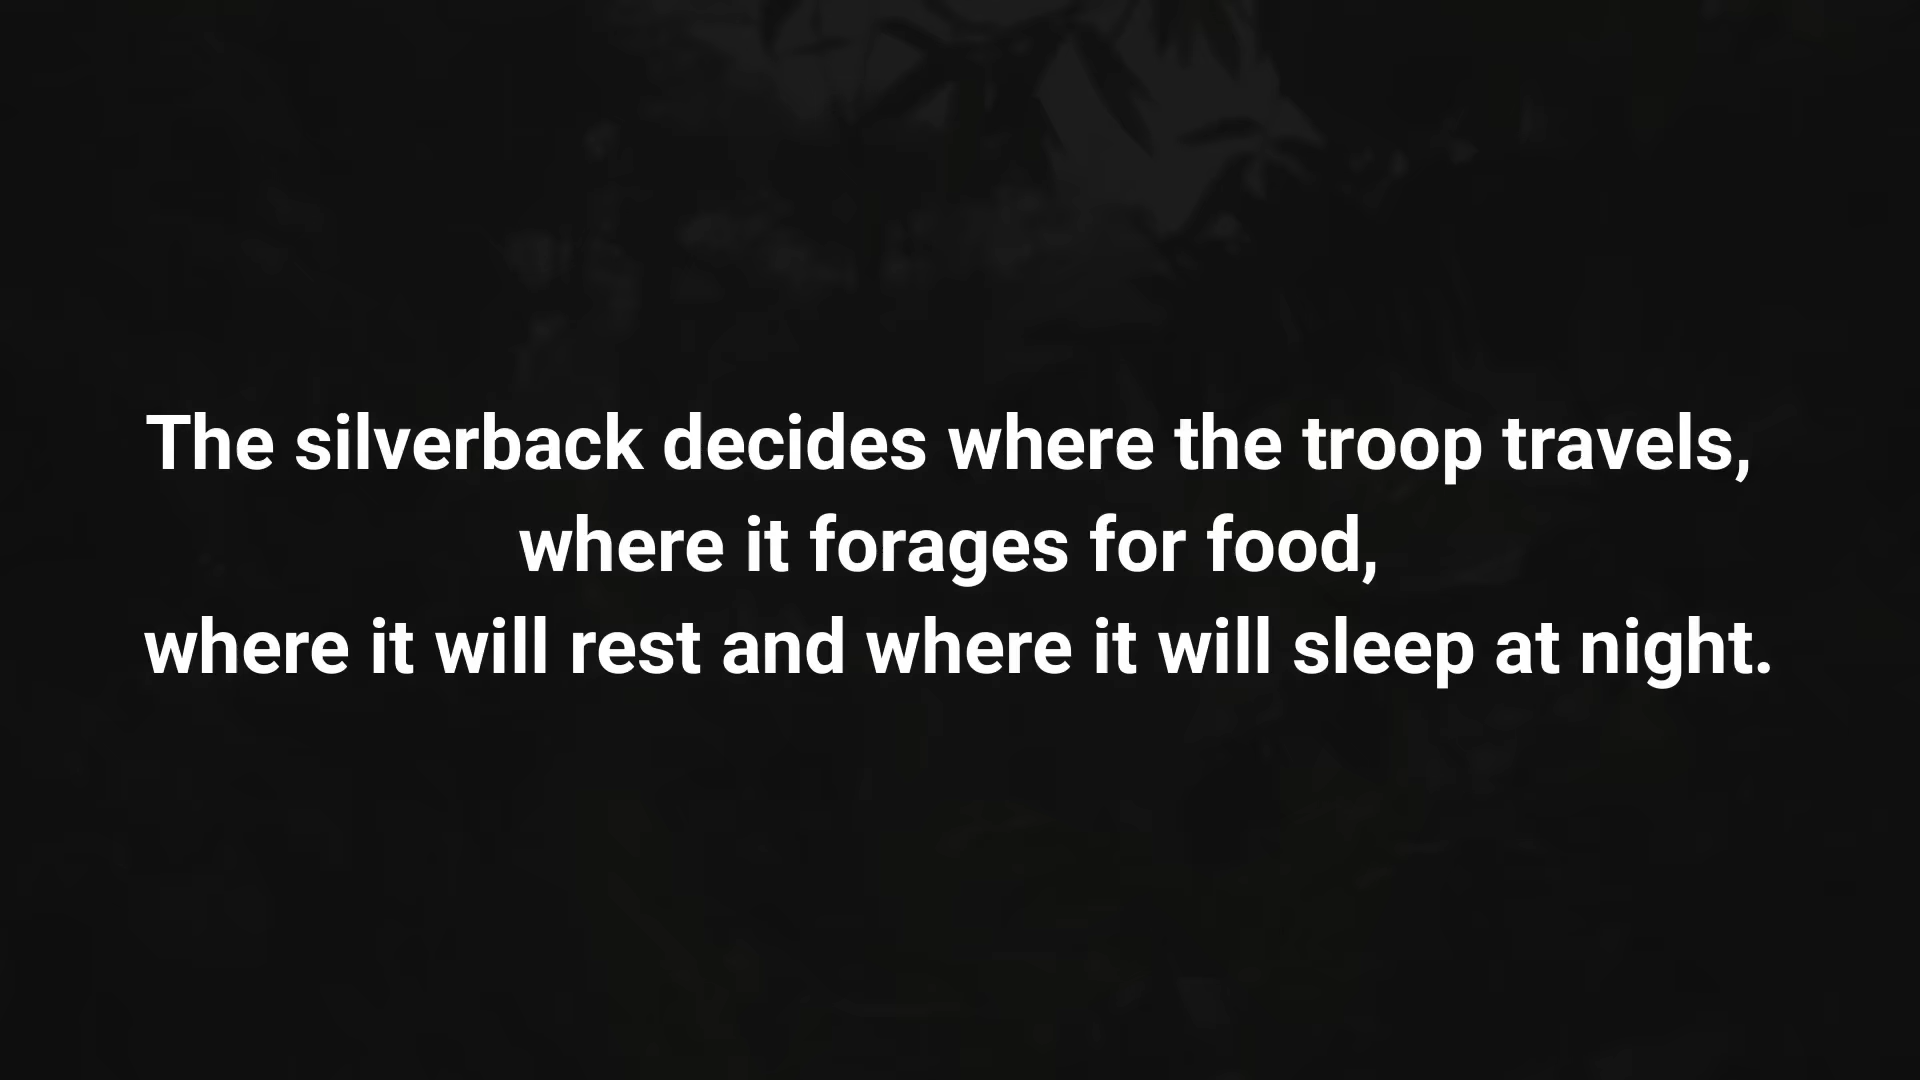 The silverback decides where the troop travels,
where it forages for food,
where it will rest and where it will sleep at night.